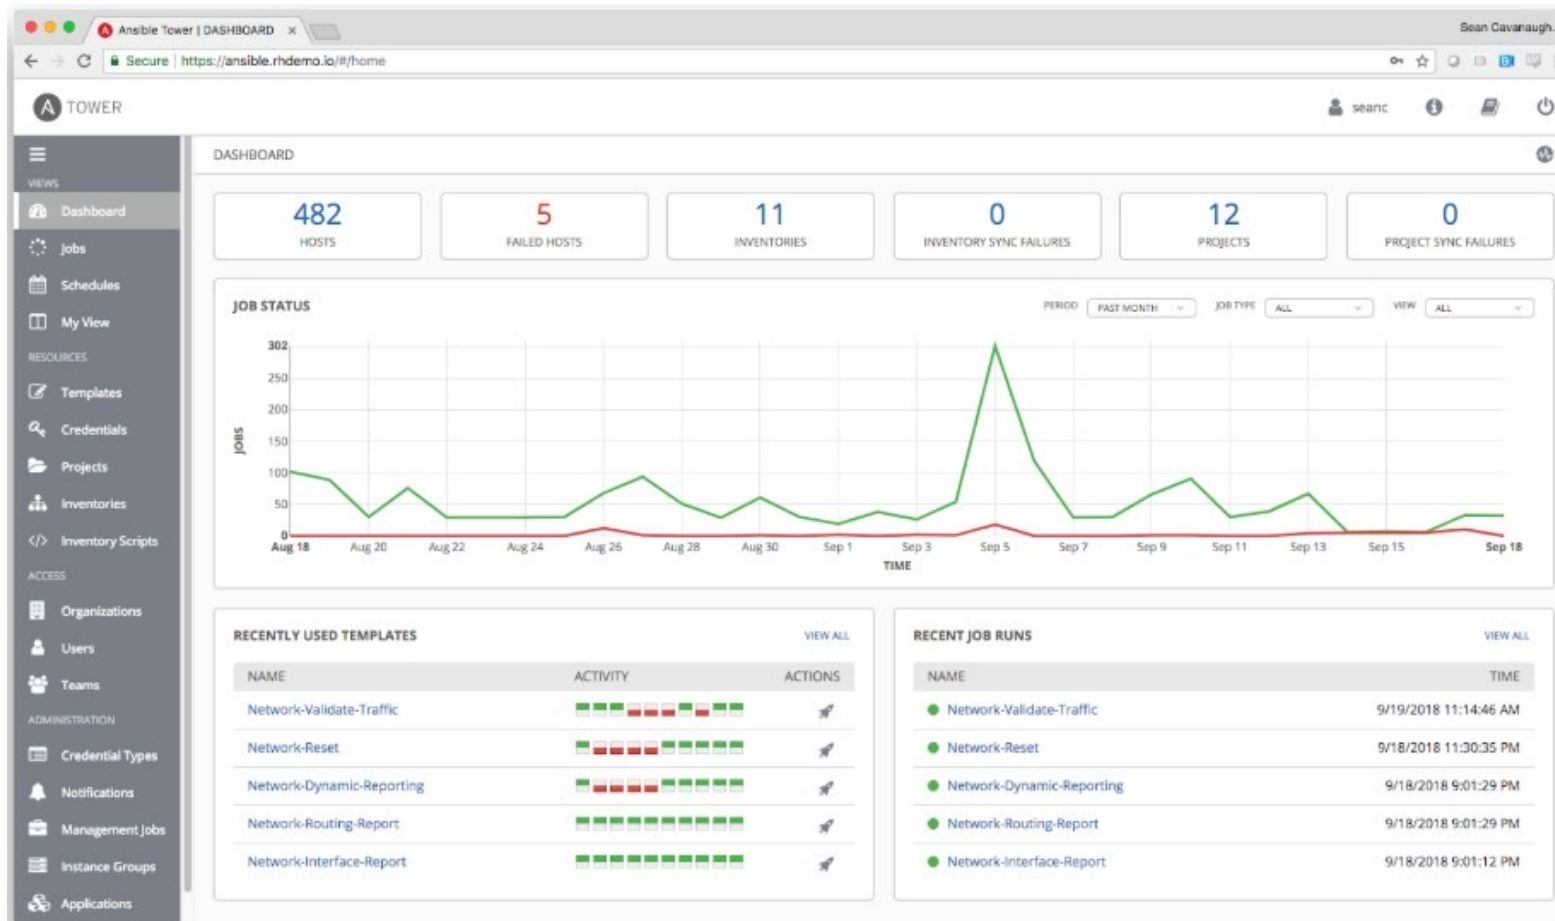 Ansible Tower | DASHBOARD
Sean Cavanaugh
Secure | https://ansible.rhdemo.io/#/home
A TOWER
seanc
VIEWS
Dashboard
Jobs
Schedules
My View
RESOURCES
Templates
Credentials
Projects
Inventories
Inventory Scripts
ACCESS
Organizations
Users
Teams
ADMINISTRATION
Credential Types
Notifications
Management Jobs
Instance Groups
Applications
DASHBOARD
482 5 11 0 12 0
HOSTS FAILED HOSTS INVENTORIES INVENTORY SYNC FAILURES PROJECTS PROJECT SYNC FAILURES
JOB STATUS
PERIOD PAST MONTH JOB TYPE ALL VIEW ALL
302
250
200
150
100
50
0
JOBS
Aug 18 Aug 20 Aug 22 Aug 24 Aug 26 Aug 28 Aug 30 Sep 1 Sep 3 Sep 5 Sep 7 Sep 9 Sep 11 Sep 13 Sep 15 Sep 18
TIME
RECENTLY USED TEMPLATES VIEW ALL
NAME ACTIVITY ACTIONS
Network-Validate-Traffic
Network-Reset
Network-Dynamic-Reporting
Network-Routing-Report
Network-Interface-Report
RECENT JOB RUNS VIEW ALL
NAME TIME
Network-Validate-Traffic 9/19/2018 11:14:46 AM
Network-Reset 9/18/2018 11:30:35 PM
Network-Dynamic-Reporting 9/18/2018 9:01:29 PM
Network-Routing-Report 9/18/2018 9:01:29 PM
Network-Interface-Report 9/18/2018 9:01:12 PM